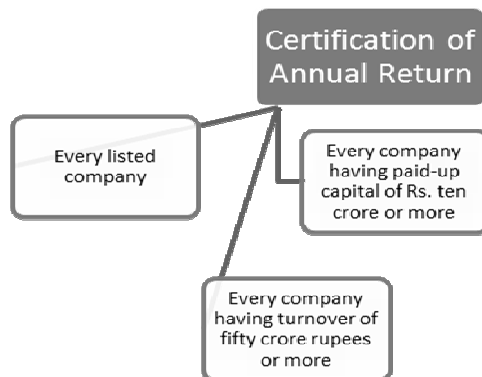 Certification of
Annual Return
Every listed
company
Every company
having paid-up
capital of Rs. ten
crore or more
Every company
having turnover of
fifty crore rupees
or more